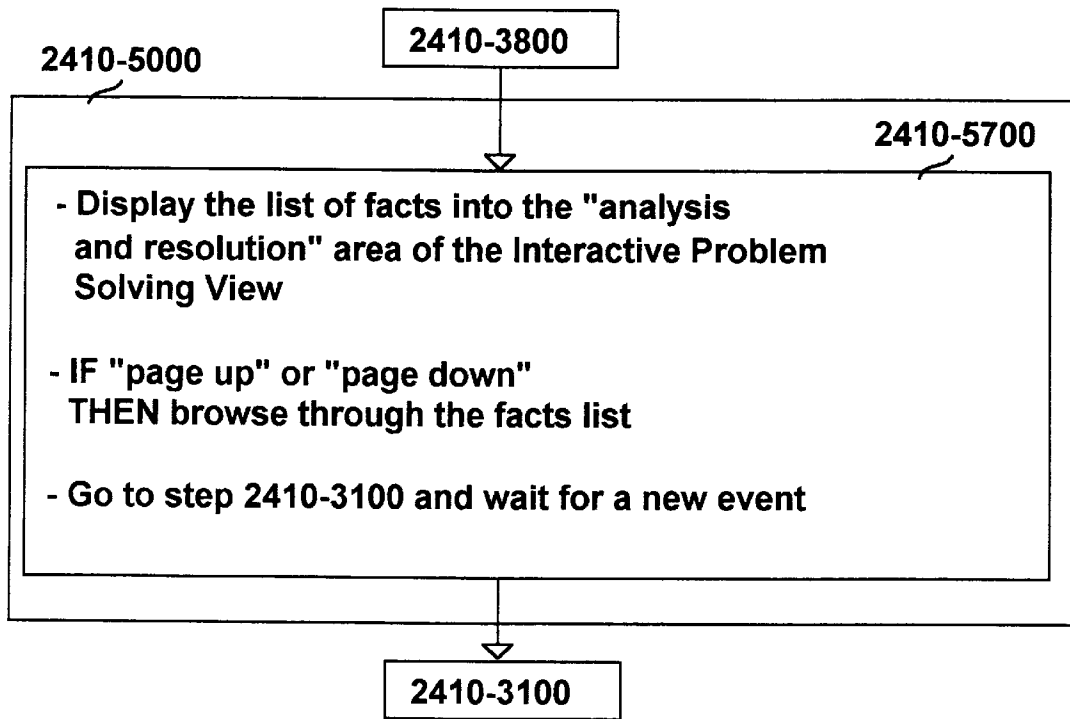 2410-3800
2410-5000
2410-5700
- Display the list of facts into the "analysis
and resolution" area of the Interactive Problem
Solving View
- IF "page up" or "page down"
THEN browse through the facts list
- Go to step 2410-3100 and wait for a new event
2410-3100